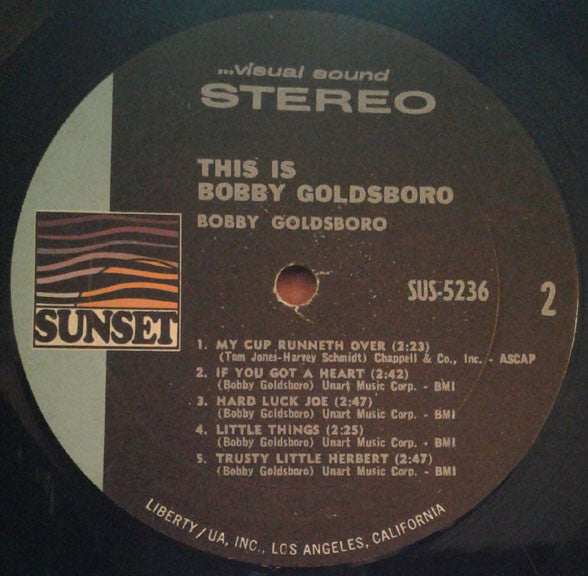 ...visual sound
STEREO
THIS IS
BOBBY GOLDSBORO
BOBBY GOLDSBORO
SUNSET
SUS-5236
2
1. MY CUP RUNNETH OVER (2:23)
(Tom Jones-Harvey Schmidt) Chappell & Co., Inc. - ASCAP
2. IF YOU GOT A HEART (2:42)
(Bobby Goldsboro) Unart Music Corp. - BMI
3. HARD LUCK JOE (2:47)
(Bobby Goldsboro) Unart Music Corp. - BMI
4. LITTLE THINGS (2:25)
(Bobby Goldsboro) Unart Music Corp. - BMI
5. TRUSTY LITTLE HERBERT (2:47)
(Bobby Goldsboro) Unart Music Corp. - BMI
LIBERTY/UA, INC., LOS ANGELES, CALIFORNIA